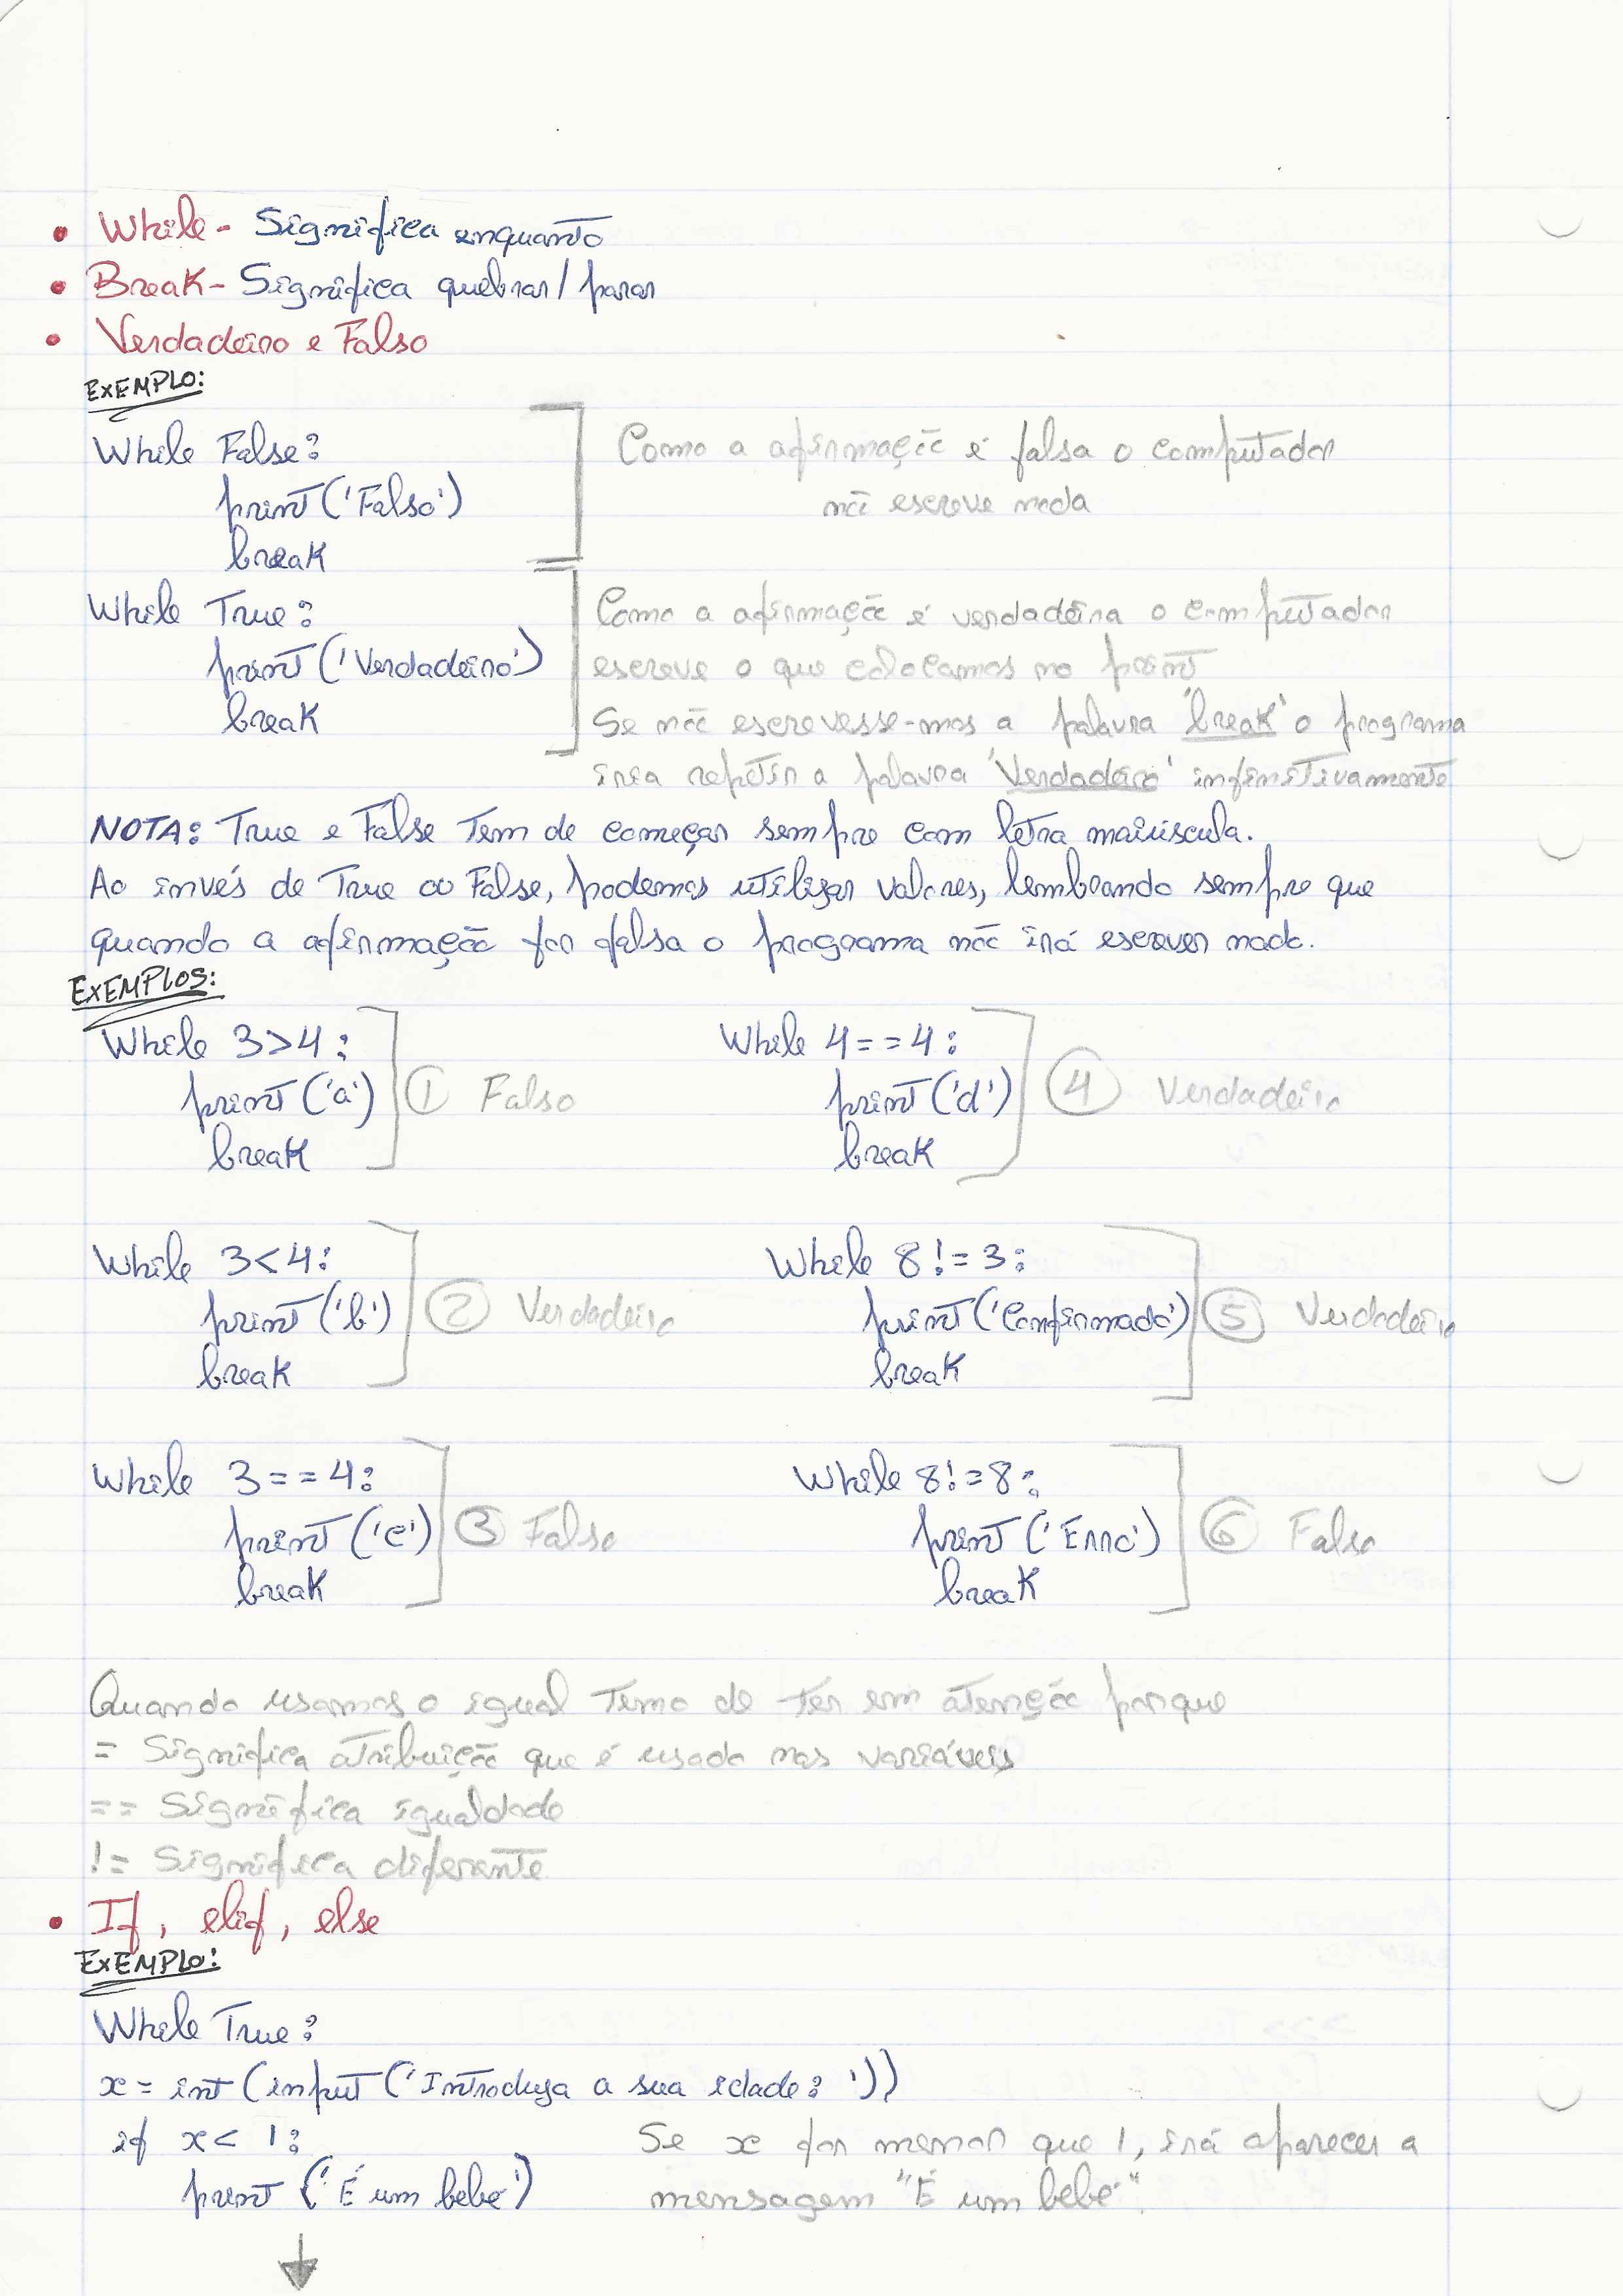 • While - Significa enquanto
• Break - Significa quebrar/parar
• Verdadeiro e Falso
EXEMPLO:
While False:
print('Falso')
break
Como a afirmação é falsa o computador
não escreve nada
While True:
print('Verdadeiro')
break
Como a afirmação é verdadeira o computador
escreve o que colocamos no print
Se não escrevesse-mos a palavra 'break' o programa
iria repetir a palavra 'Verdadeiro' infinitivamente
NOTA: True e False Tem de começar sempre com letra maiúscula.
Ao invés de True ou False, podemos utilizar valores, lembrando sempre que
quando a afirmação for falsa o programa não irá escrever nada.
EXEMPLOS:
While 3>4:
print('a')
break
① Falso
While 4==4:
print('d')
break
④ Verdadeiro
While 3<4:
print('b')
break
② Verdadeiro
While 8!=3:
print('Confirmado')
break
⑤ Verdadeiro
While 3==4:
print('c')
break
③ Falso
While 8!=8:
print('Erro')
break
⑥ Falso
Quando usamos o igual Temo de ter em atenção porque
= Significa atribuição que é usado nas variáveis
== Significa igualdade
!= Significa diferente
• If, elif, else
EXEMPLO:
While True:
x = int(input('Introduza a sua idade: '))
if x < 1:
print('É um bebé')
Se x for menor que 1, irá aparecer a
mensagem "É um bebé".